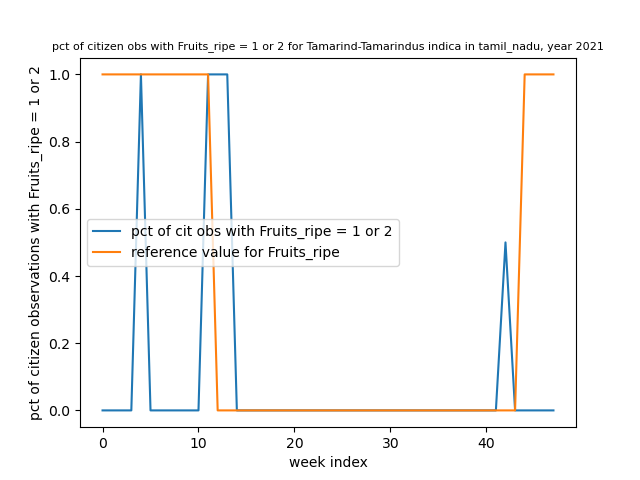 pct of citizen obs with Fruits_ripe = 1 or 2 for Tamarind-Tamarindus indica in tamil_nadu, year 2021
pct of citizen observations with Fruits_ripe = 1 or 2
1.0
0.8
0.6
0.4
0.2
0.0
pct of cit obs with Fruits_ripe = 1 or 2
reference value for Fruits_ripe
0
10
20
30
40
week index